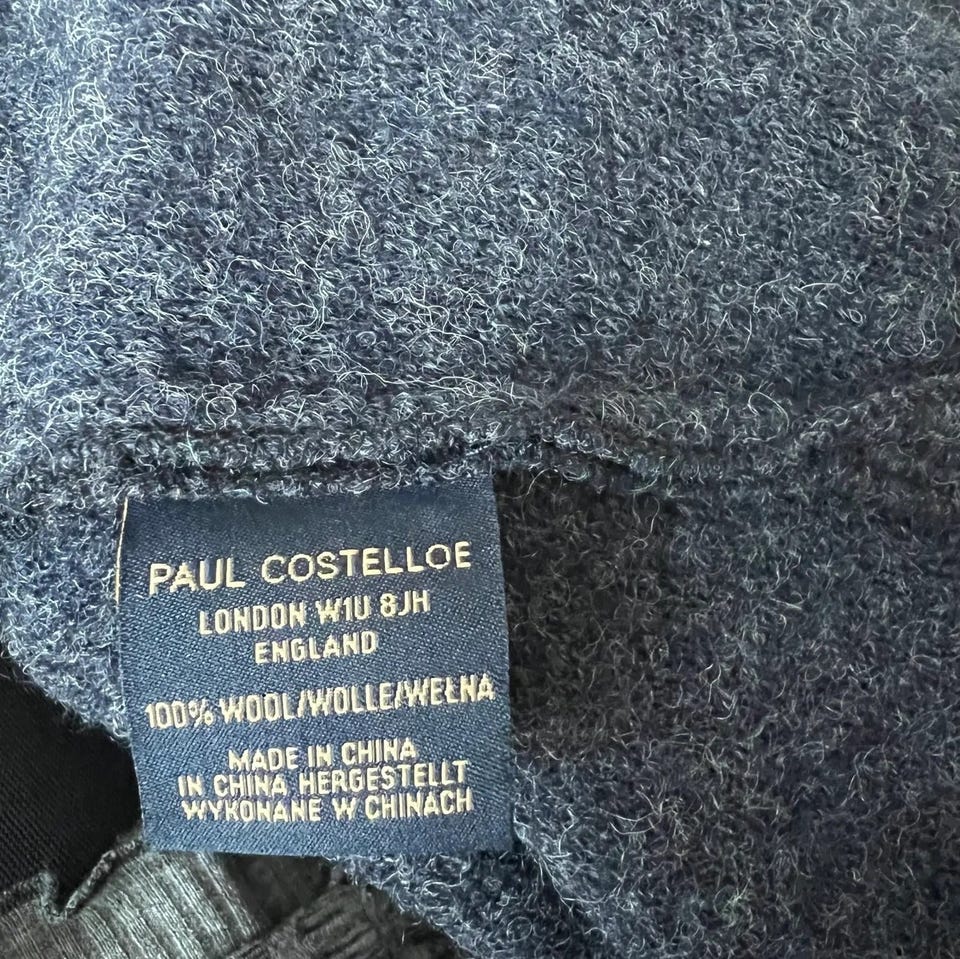 PAUL COSTELLOE
LONDON W1U 8JH
ENGLAND
100% WOOL/WOLLE/WEŁNA
MADE IN CHINA
IN CHINA HERGESTELLT
WYKONANE W CHINACH